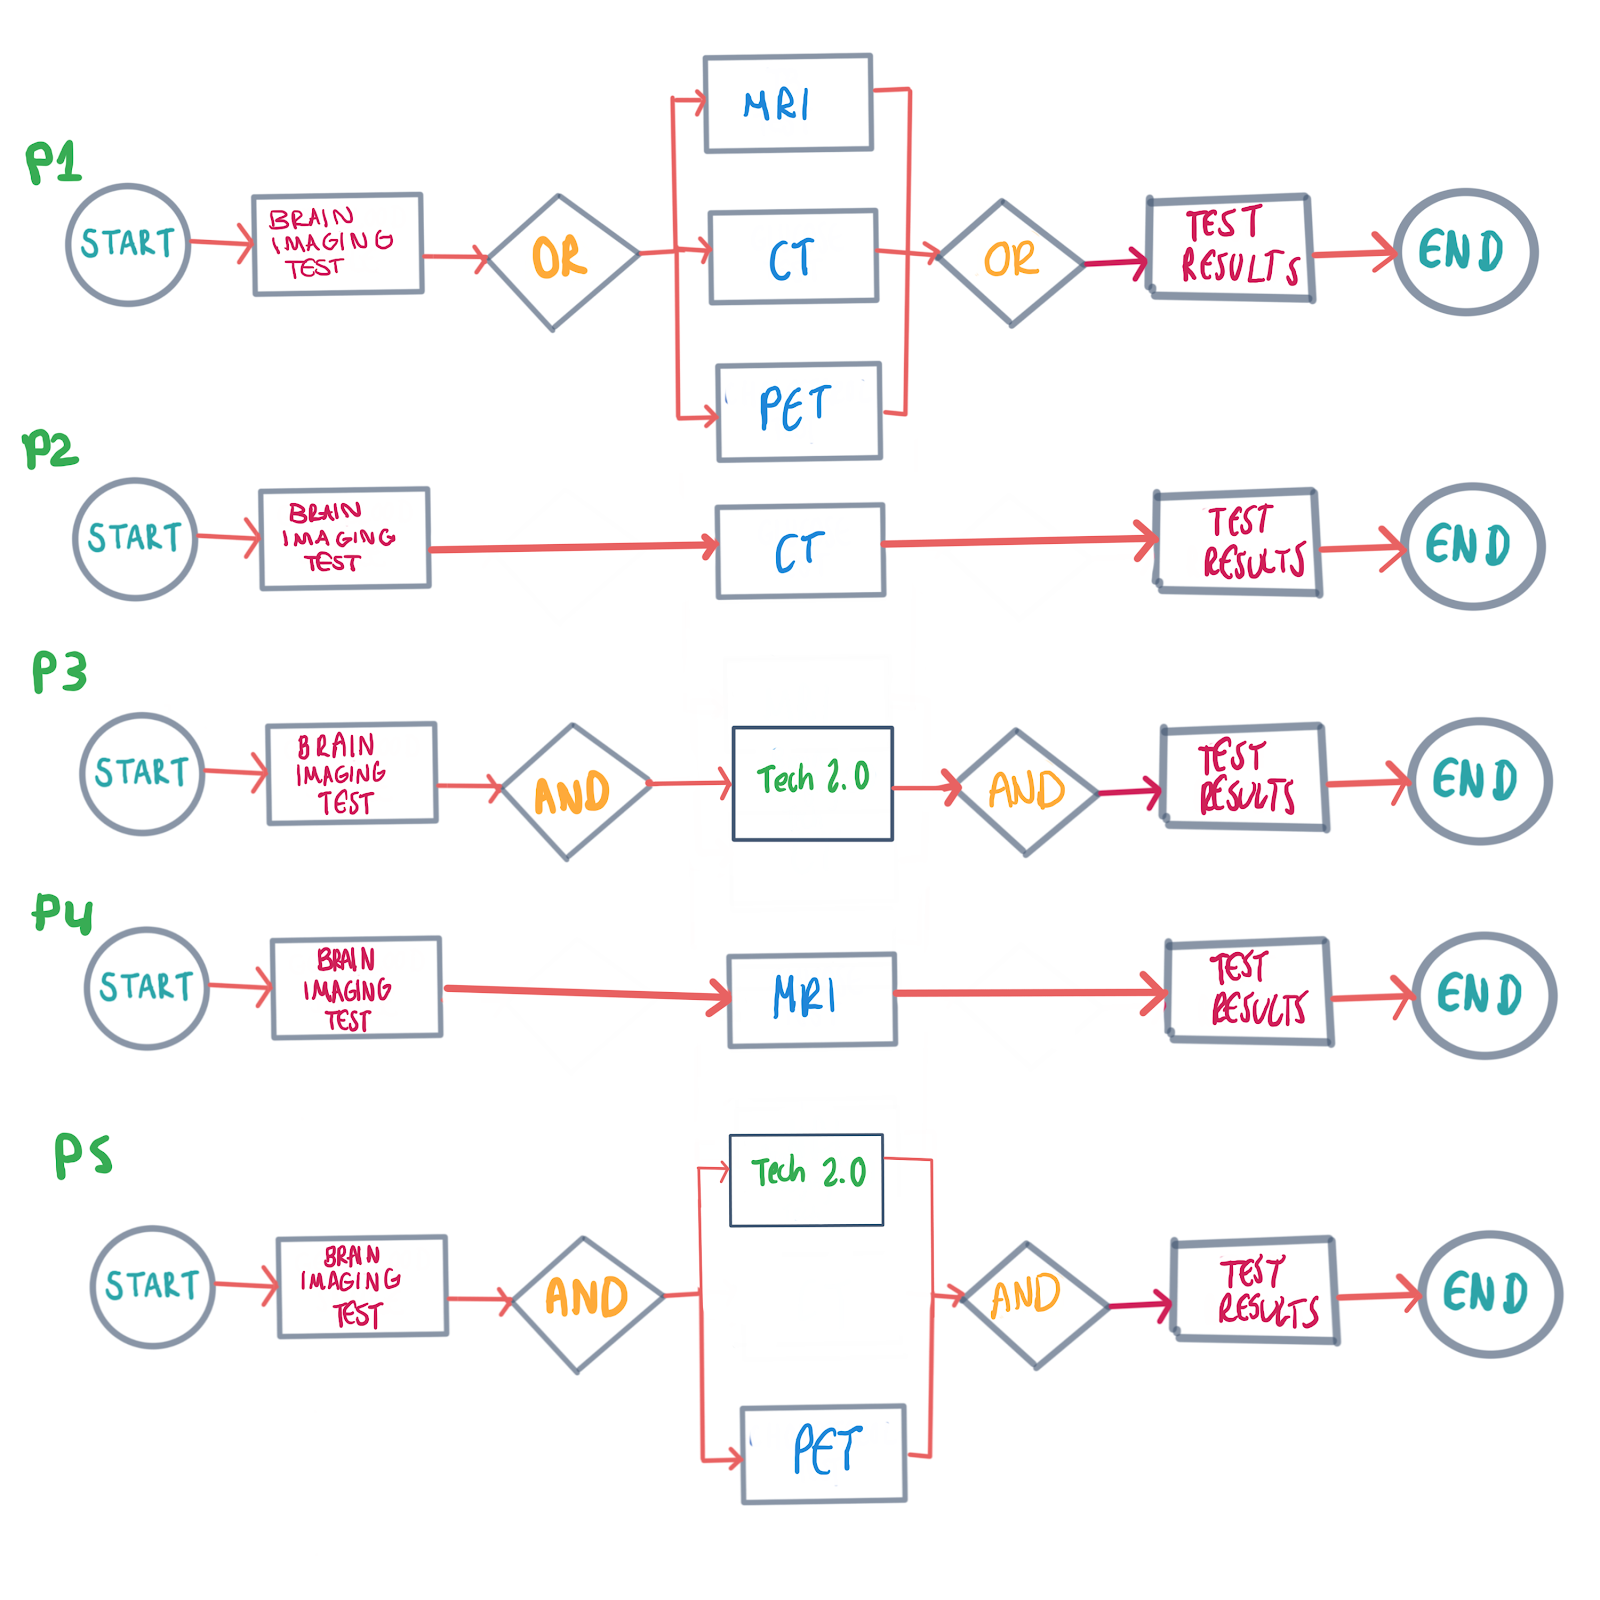 P1
START
BRAIN
IMAGING
TEST
OR
MRI
CT
PET
OR
TEST
RESULTS
END
P2
START
BRAIN
IMAGING
TEST
CT
TEST
RESULTS
END
P3
START
BRAIN
IMAGING
TEST
AND
Tech 2.0
AND
TEST
RESULTS
END
P4
START
BRAIN
IMAGING
TEST
MRI
TEST
RESULTS
END
P5
START
BRAIN
IMAGING
TEST
AND
Tech 2.0
PET
AND
TEST
RESULTS
END